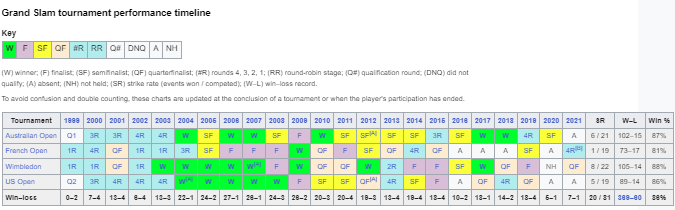 Grand Slam tournament performance timeline
Key
W F SF QF #R RR Q# DNQ A NH
(W) winner; (F) finalist; (SF) semifinalist; (QF) quarterfinalist; (#R) rounds 4, 3, 2, 1; (RR) round-robin stage; (Q#) qualification round; (DNQ) did not
qualify; (A) absent; (NH) not held; (SR) strike rate (events won / competed); (W–L) win–loss record.
To avoid confusion and double counting, these charts are updated at the conclusion of a tournament or when the player's participation has ended.
Tournament 1999 2000 2001 2002 2003 2004 2005 2006 2007 2008 2009 2010 2011 2012 2013 2014 2015 2016 2017 2018 2019 2020 2021 SR W–L Win %
Australian Open Q1 3R 3R 4R 4R W SF W W SF F W SF SF[A] SF SF 3R SF W W 4R SF A 6 / 21 102–15 87%
French Open 1R 4R QF 1R 1R 3R SF F F F W QF F SF QF 4R QF A A A SF A 4R[B] 1 / 19 73–17 81%
Wimbledon 1R 1R QF 1R W W W W W[A] F W QF QF W 2R F F SF W QF F NH QF 8 / 22 105–14 88%
US Open Q2 3R 4R 4R 4R W[A] W W W W F SF SF QF[A] 4R SF F A QF 4R QF A A 5 / 19 89–14 86%
Win–loss 0–2 7–4 13–4 6–4 13–3 22–1 24–2 27–1 26–1 24–3 26–2 20–3 20–4 19–3 13–4 19–4 18–4 10–2 18–1 14–2 18–4 5–1 7–1 20 / 81 369–60 86%